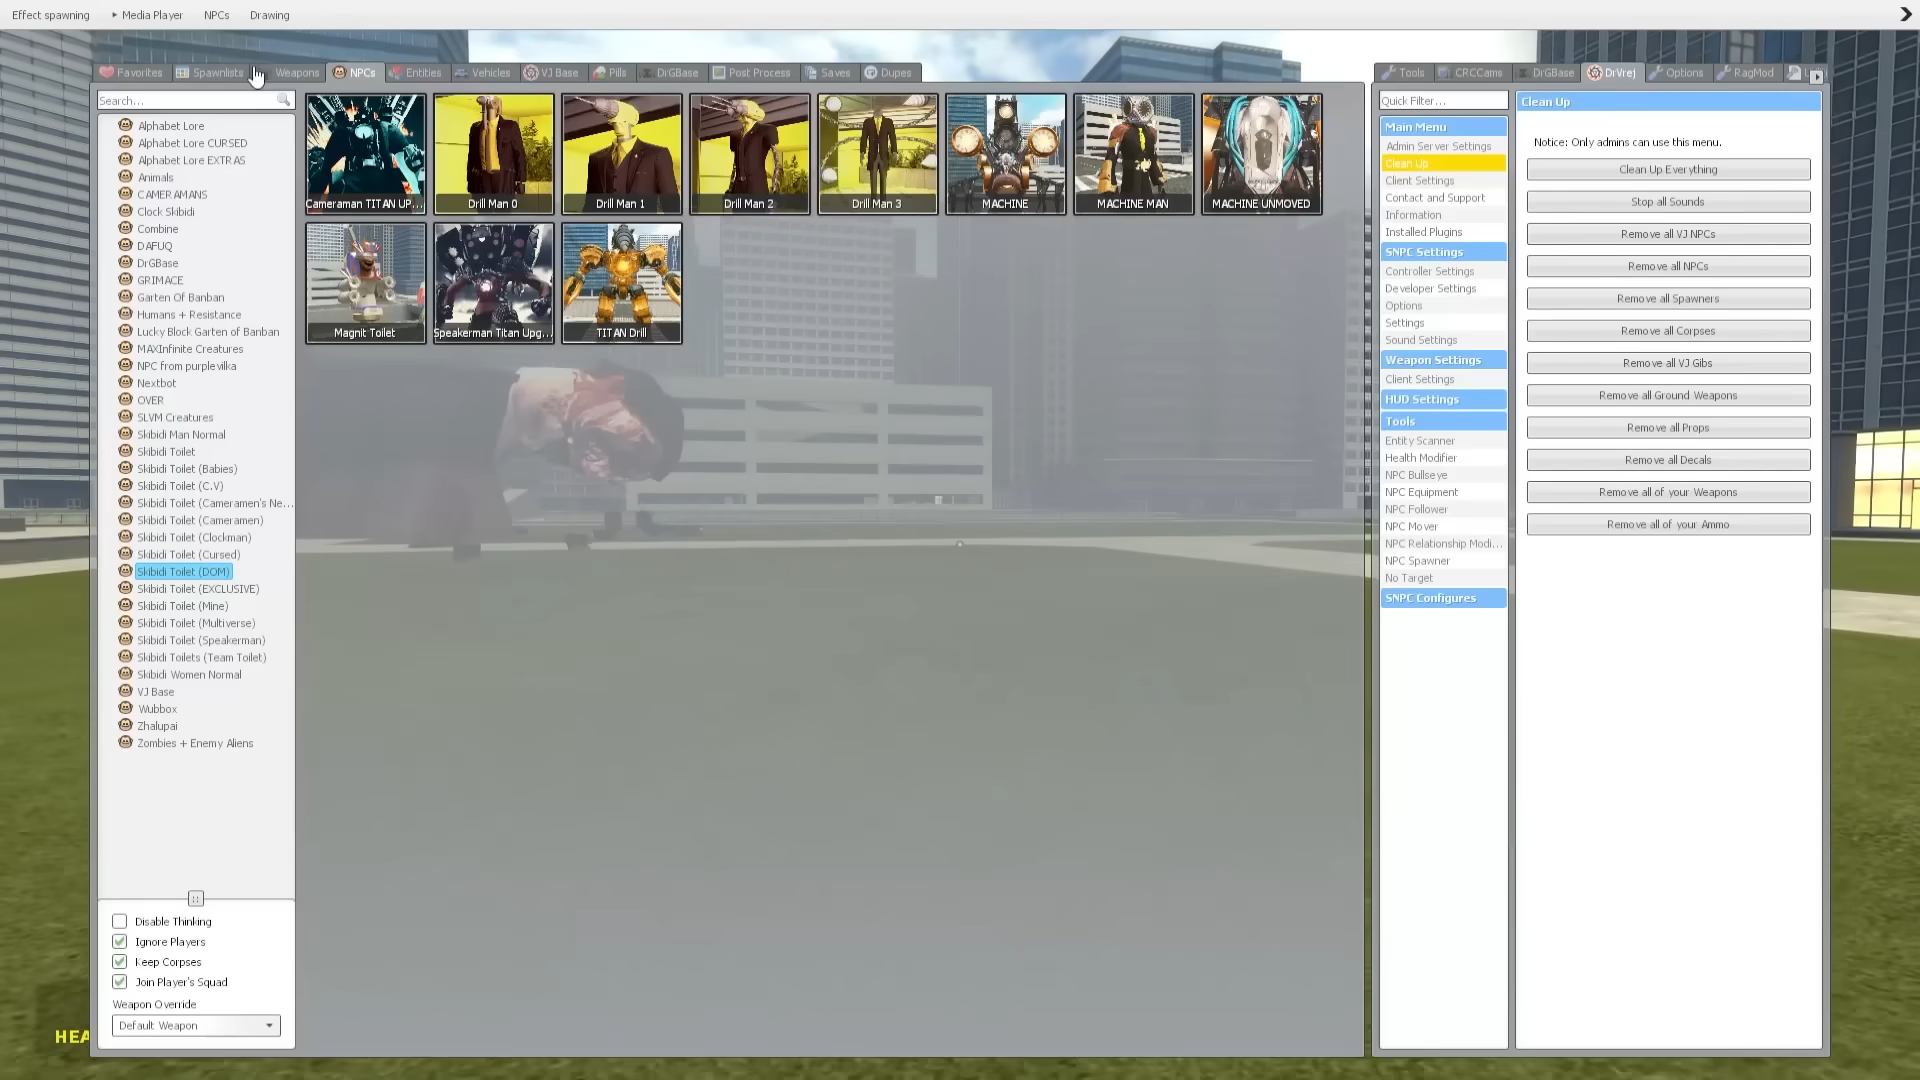 Effect spawning
Media Player
NPCs
Drawing
Favorites
Spawnlists
Weapons
NPCs
Entities
Vehicles
VJ Base
Pills
DrGBase
Post Process
Saves
Dupes
Tools
CRCCams
DrGBase
DrVrej
Options
RagMod
Search...
Alphabet Lore
Alphabet Lore CURSED
Alphabet Lore EXTRAS
Animals
CAMERAMANS
Clock Skibidi
Combine
DAFUQ
DrGBase
GRIMACE
Garten Of Banban
Humans + Resistance
Lucky Block Garten of Banban
MAXInfinite Creatures
NPC from purplevilka
Nextbot
OVER
SLVM Creatures
Skibidi Man Normal
Skibidi Toilet
Skibidi Toilet (Babies)
Skibidi Toilet (C.V)
Skibidi Toilet (Cameramen's Ne...
Skibidi Toilet (Cameramen)
Skibidi Toilet (Clockman)
Skibidi Toilet (Cursed)
Skibidi Toilet (DOM)
Skibidi Toilet (EXCLUSIVE)
Skibidi Toilet (Mine)
Skibidi Toilet (Multiverse)
Skibidi Toilet (Speakerman)
Skibidi Toilets (Team Toilet)
Skibidi Women Normal
VJ Base
Wubbox
Zhalupai
Zombies + Enemy Aliens
Disable Thinking
Ignore Players
Keep Corpses
Join Player's Squad
Weapon Override
Default Weapon
HEA
Cameraman TITAN UP...
Drill Man 0
Drill Man 1
Drill Man 2
Drill Man 3
MACHINE
MACHINE MAN
MACHINE UNMOVED
Magnit Toilet
Speakerman Titan Upg...
TITAN Drill
Quick Filter...
Main Menu
Admin Server Settings
Clean Up
Client Settings
Contact and Support
Information
Installed Plugins
SNPC Settings
Controller Settings
Developer Settings
Options
Settings
Sound Settings
Weapon Settings
Client Settings
HUD Settings
Tools
Entity Scanner
Health Modifier
NPC Bullseye
NPC Equipment
NPC Follower
NPC Mover
NPC Relationship Modi...
NPC Spawner
No Target
SNPC Configures
Clean Up
Notice: Only admins can use this menu.
Clean Up Everything
Stop all Sounds
Remove all VJ NPCs
Remove all NPCs
Remove all Spawners
Remove all Corpses
Remove all VJ Gibs
Remove all Ground Weapons
Remove all Props
Remove all Decals
Remove all of your Weapons
Remove all of your Ammo